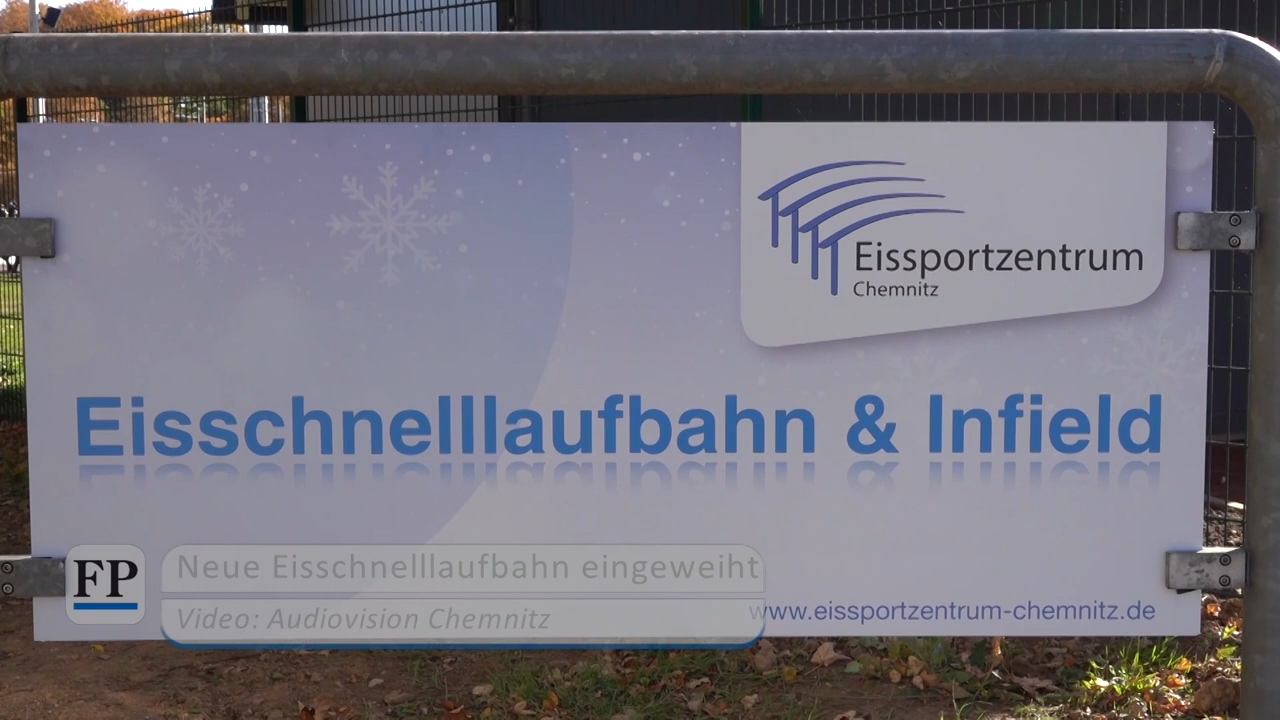 Eissportzentrum
Chemnitz
Eisschnelllaufbahn & Infield
FP
Neue Eisschnelllaufbahn eingeweiht
Video: Audiovision Chemnitz
www.eissportzentrum-chemnitz.de